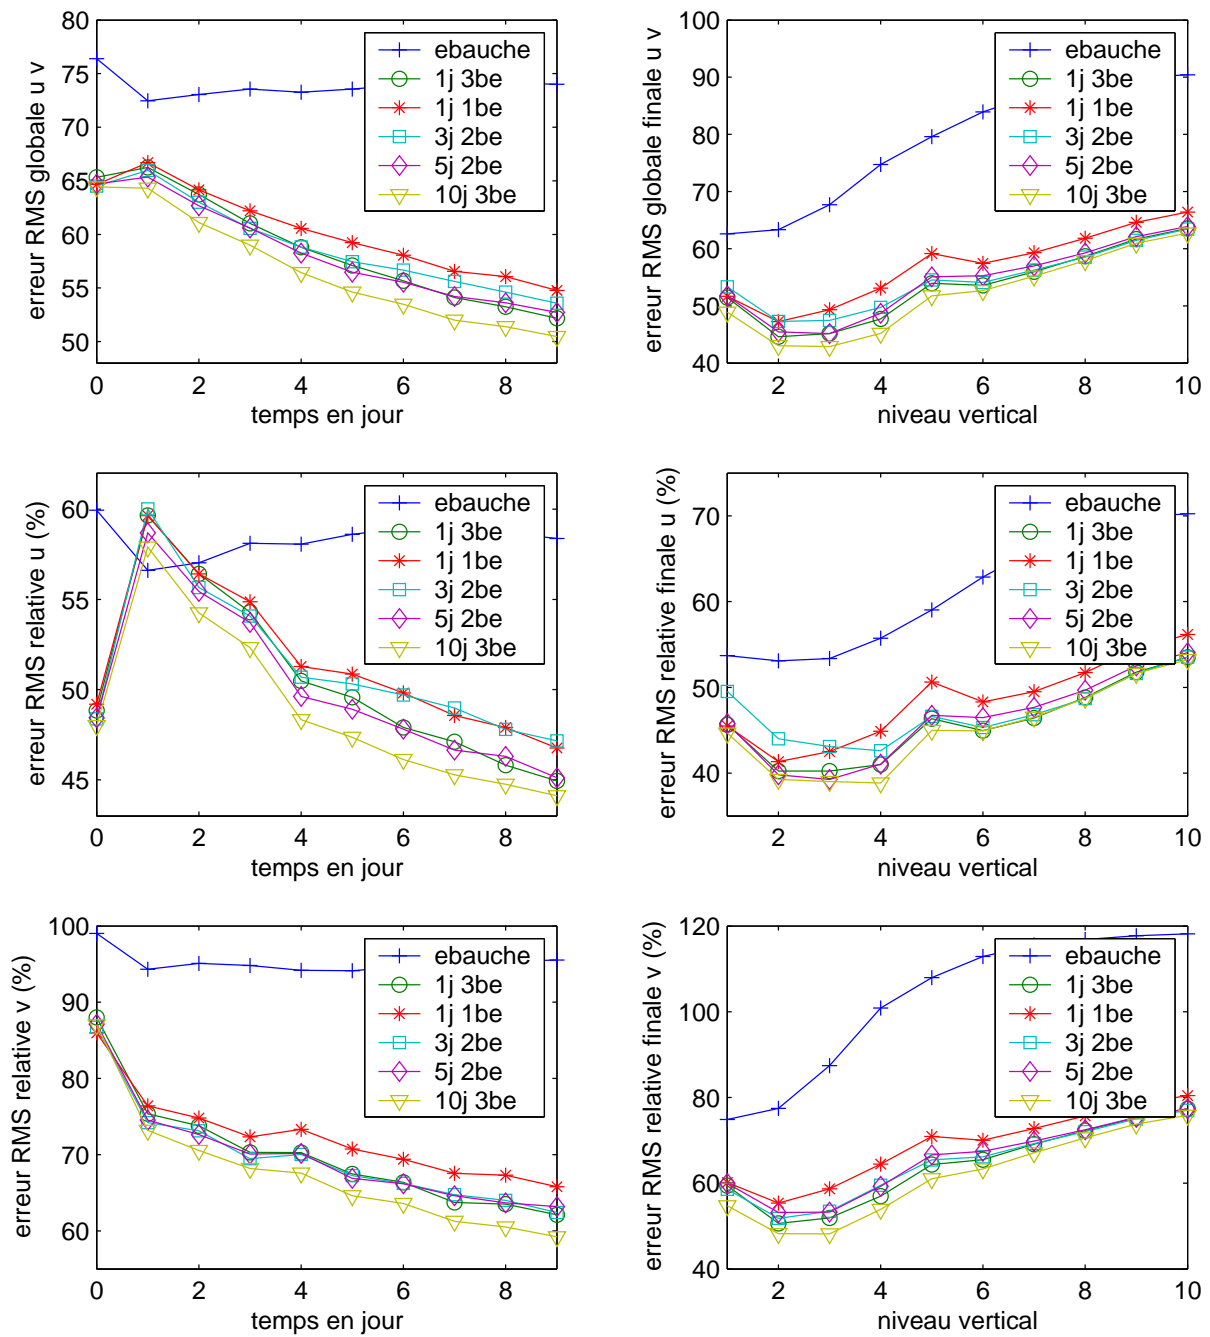 erreur RMS globale u v
80
75
70
65
60
55
50
0 2 4 6 8
temps en jour
ebauche
1j 3be
1j 1be
3j 2be
5j 2be
10j 3be
erreur RMS globale finale u v
100
90
80
70
60
50
40
2 4 6 8 10
niveau vertical
ebauche
1j 3be
1j 1be
3j 2be
5j 2be
10j 3be
erreur RMS relative u (%)
60
55
50
45
0 2 4 6 8
temps en jour
ebauche
1j 3be
1j 1be
3j 2be
5j 2be
10j 3be
erreur RMS relative finale u (%)
70
60
50
40
2 4 6 8 10
niveau vertical
ebauche
1j 3be
1j 1be
3j 2be
5j 2be
10j 3be
erreur RMS relative v (%)
100
90
80
70
60
0 2 4 6 8
temps en jour
ebauche
1j 3be
1j 1be
3j 2be
5j 2be
10j 3be
erreur RMS relative finale v (%)
120
100
80
60
40
2 4 6 8 10
niveau vertical
ebauche
1j 3be
1j 1be
3j 2be
5j 2be
10j 3be